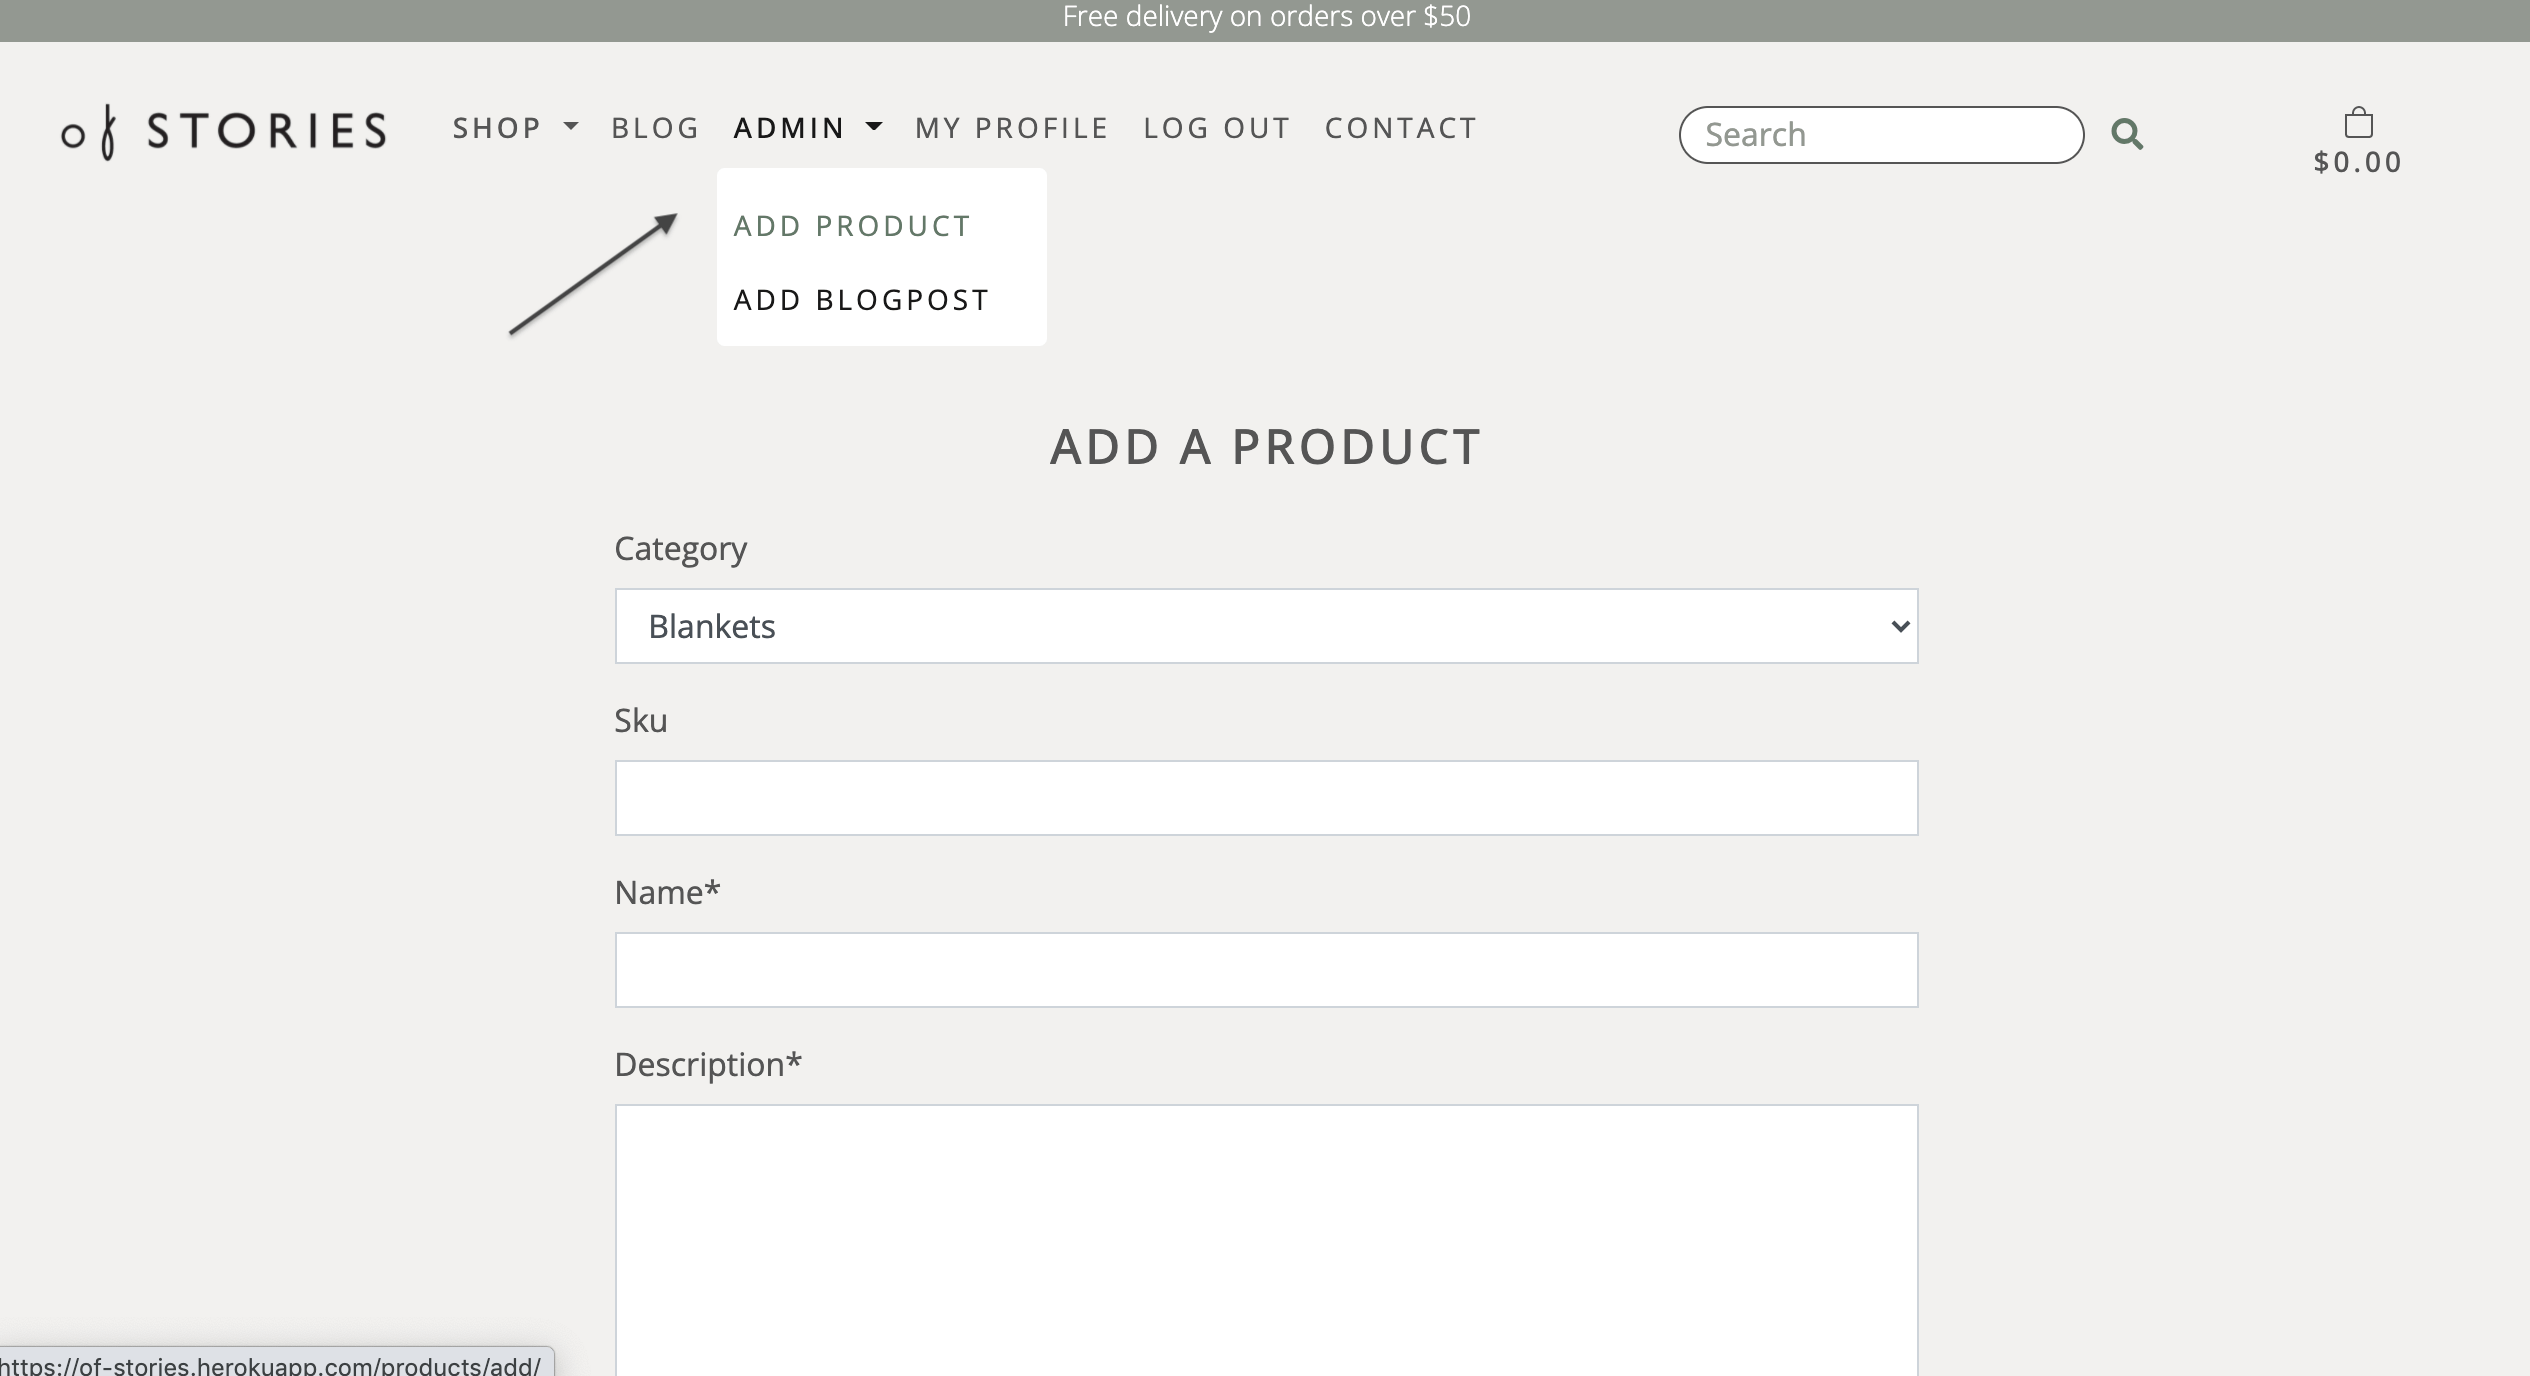 Free delivery on orders over $50
of STORIES
SHOP BLOG ADMIN MY PROFILE LOG OUT CONTACT
Search
$0.00
ADD PRODUCT
ADD BLOGPOST
ADD A PRODUCT
Category
Blankets
Sku
Name*
Description*
https://of-stories.herokuapp.com/products/add/